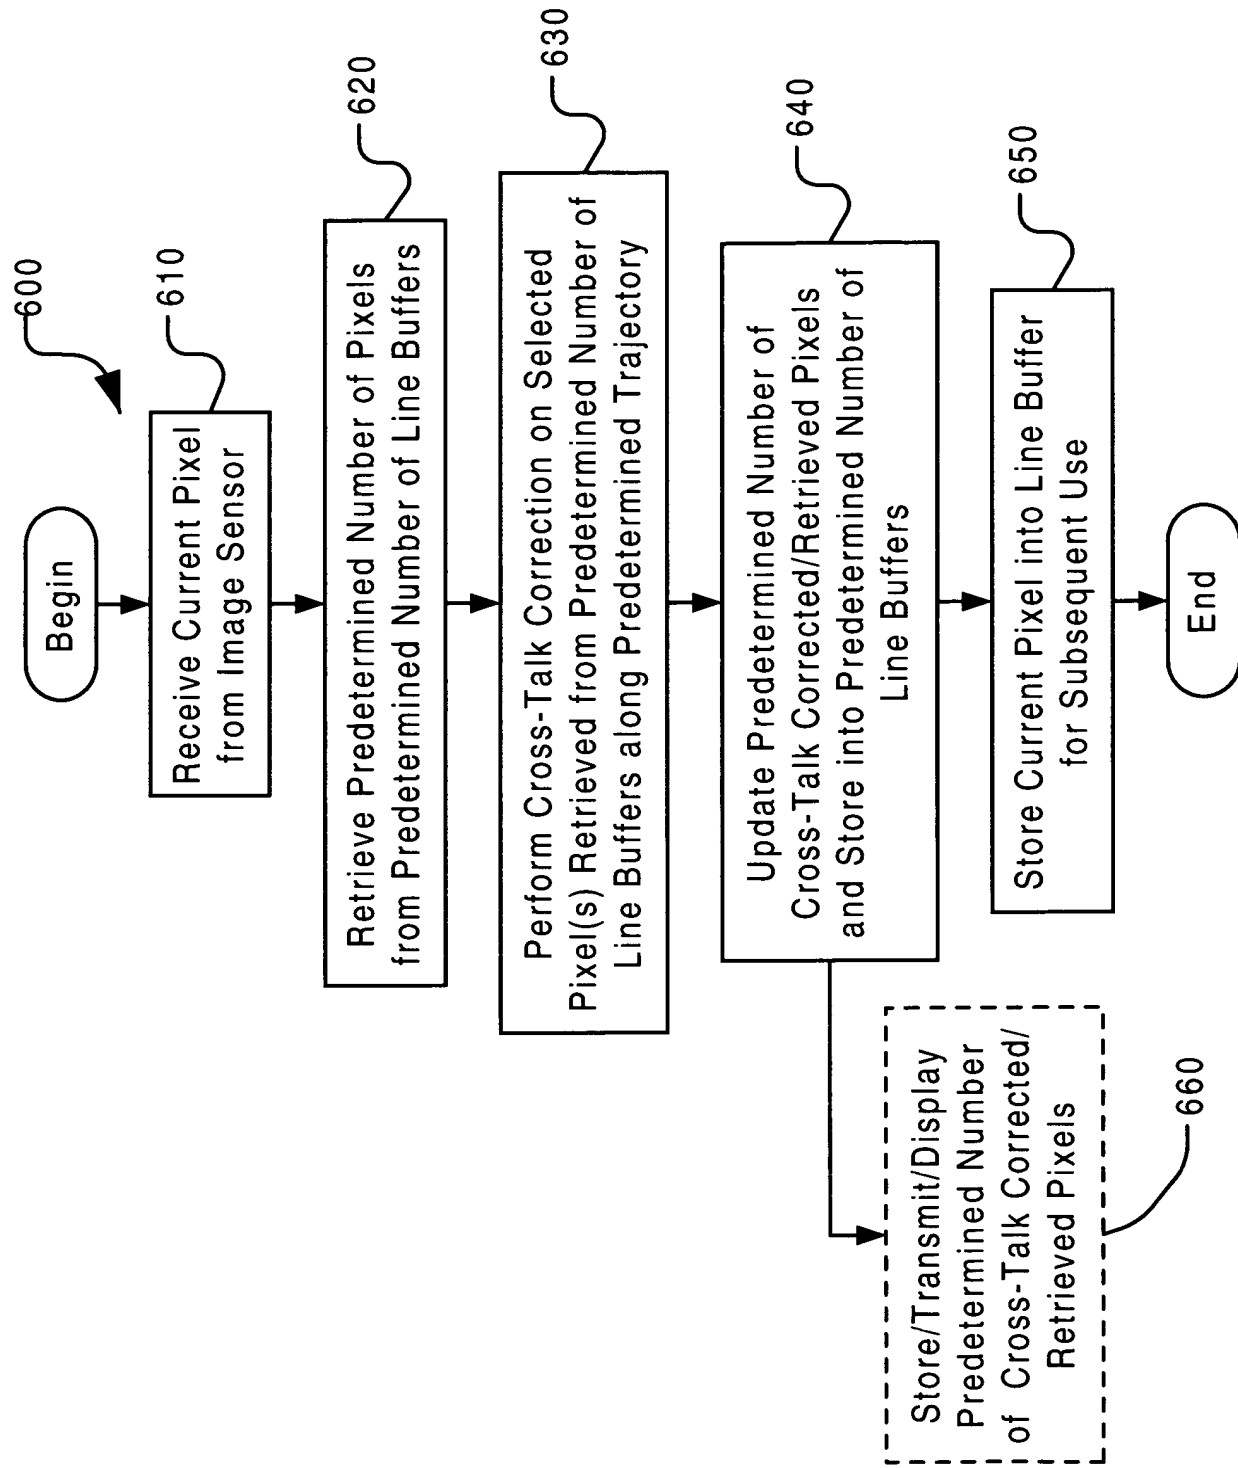 600
Begin
Receive Current Pixel
from Image Sensor
610
Retrieve Predetermined Number of Pixels
from Predetermined Number of Line Buffers
620
Perform Cross-Talk Correction on Selected
Pixel(s) Retrieved from Predetermined Number of
Line Buffers along Predetermined Trajectory
630
Update Predetermined Number of
Cross-Talk Corrected/Retrieved Pixels
and Store into Predetermined Number of
Line Buffers
640
Store Current Pixel into Line Buffer
for Subsequent Use
650
End
Store/Transmit/Display
Predetermined Number
of Cross-Talk Corrected/
Retrieved Pixels
660